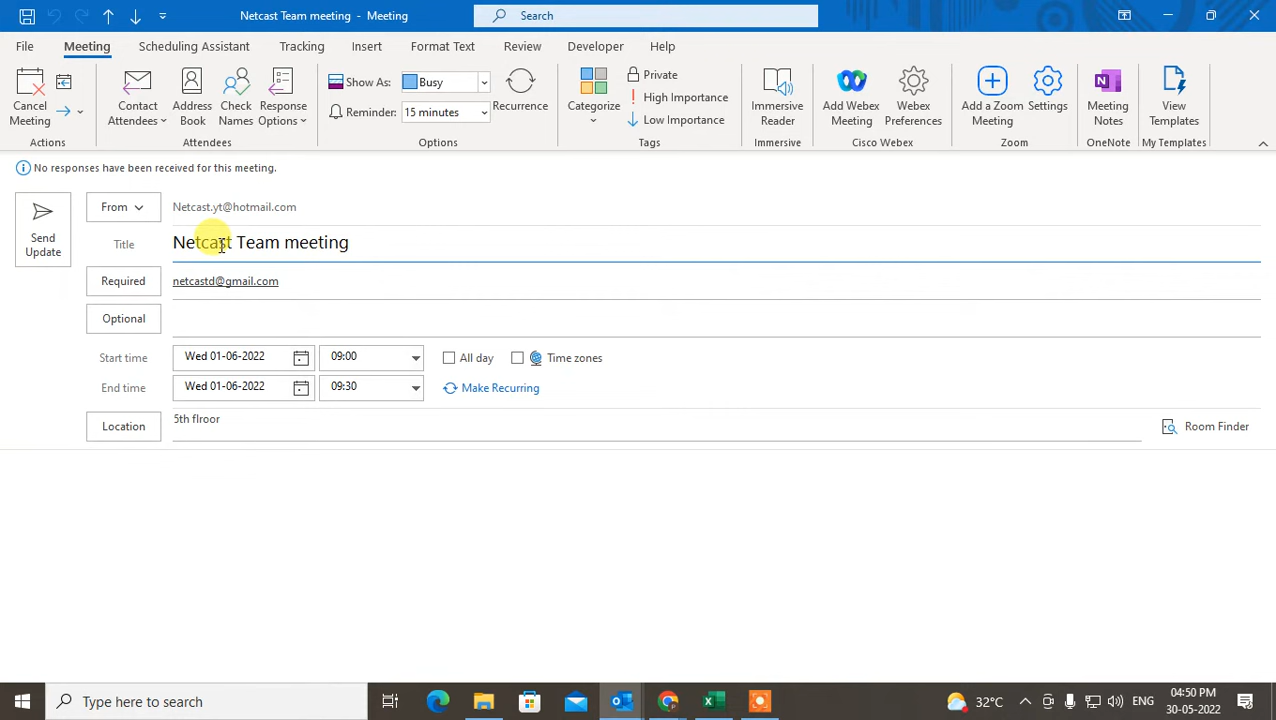 Netcast Team meeting - Meeting
Search
File Meeting Scheduling Assistant Tracking Insert Format Text Review Developer Help
Cancel Meeting
Actions
Contact Attendees
Address Book
Check Names
Response Options
Attendees
Show As: Busy
Reminder: 15 minutes
Recurrence
Options
Categorize
Private
High Importance
Low Importance
Tags
Immersive Reader
Immersive
Add Webex Meeting
Webex Preferences
Cisco Webex
Add a Zoom Meeting
Settings
Zoom
Meeting Notes
OneNote
View Templates
My Templates
No responses have been received for this meeting.
Send Update
From Netcast.yt@hotmail.com
Title Netcast Team meeting
Required netcastd@gmail.com
Optional
Start time Wed 01-06-2022 09:00 All day Time zones
End time Wed 01-06-2022 09:30 Make Recurring
Location 5th flroor Room Finder
Type here to search
32°C
ENG
04:50 PM
30-05-2022